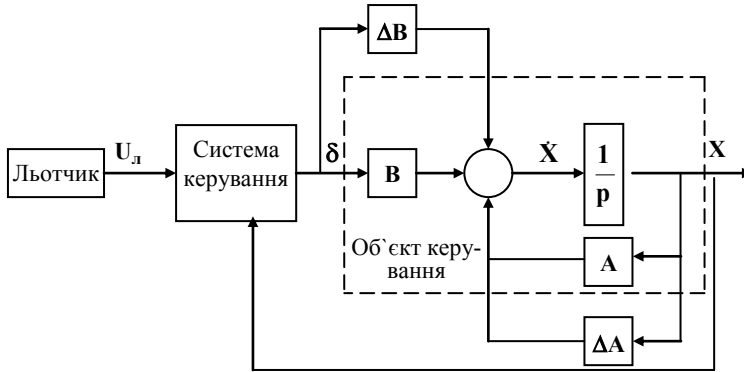 ΔB
Льотчик
Uл
Система
керування
δ
B
Ẋ
1
p
X
Об`єкт керу-
вання
A
ΔA